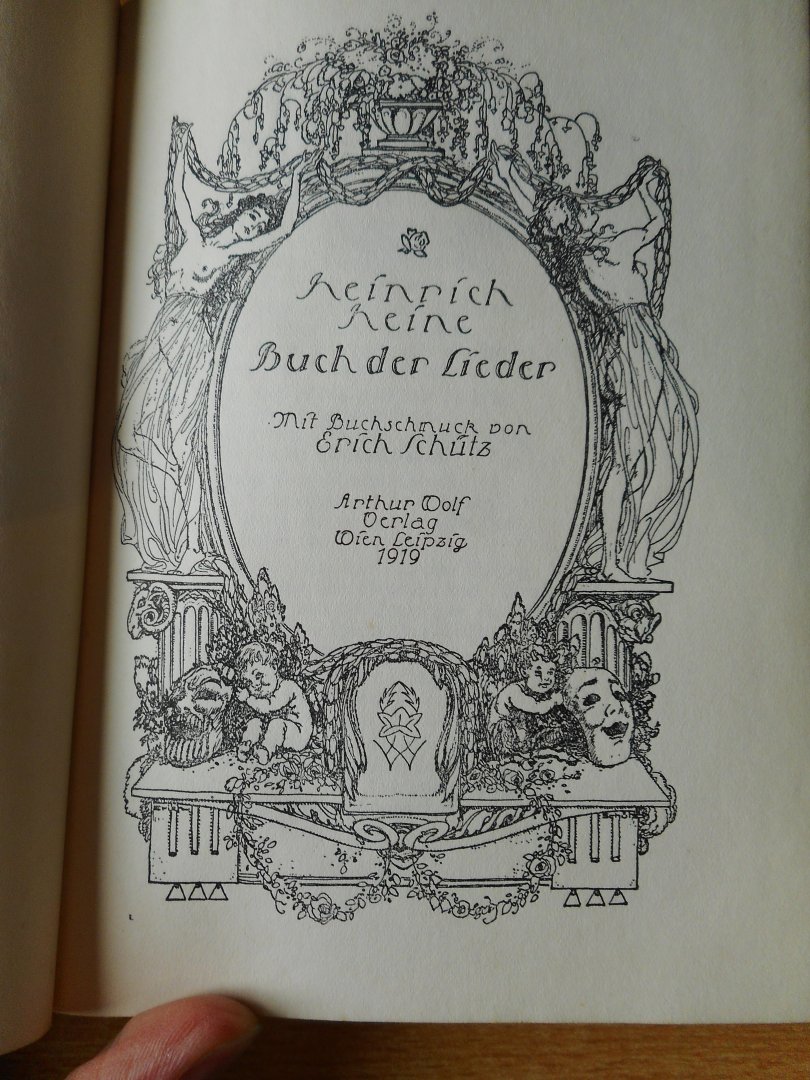 Heinrich
Heine
Buch der Lieder
Mit Buchschmuck von
Erich Schütz
Arthur Wolf
Verlag
Wien Leipzig
1919